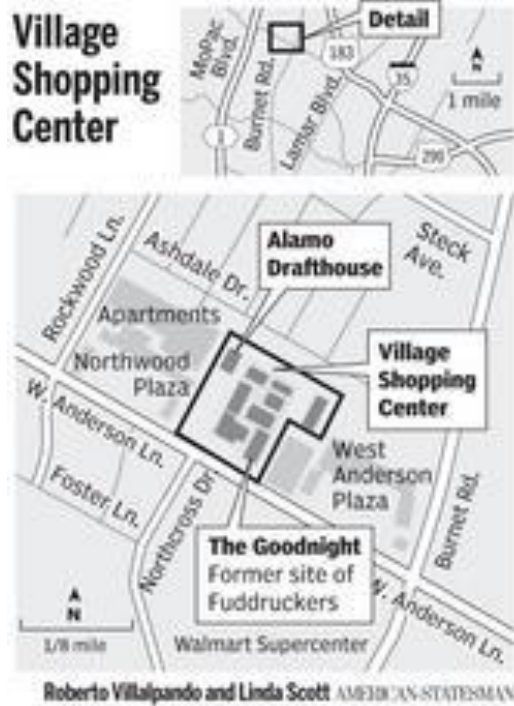 Village
Shopping
Center
Detail
MoPac
Blvd.
Burnet Rd.
Lamar Blvd.
183
35
290
1
N
1 mile
Rockwood Ln.
Ashdale Dr.
Steck
Ave.
Alamo
Drafthouse
Apartments
Northwood
Plaza
Village
Shopping
Center
W. Anderson Ln.
West
Anderson
Plaza
Foster Ln.
Northcross Dr.
Burnet Rd.
The Goodnight
Former site of
Fuddruckers
W. Anderson Ln.
N
1/8 mile
Walmart Supercenter
Roberto Villalpando and Linda Scott AMERICAN-STATESMAN